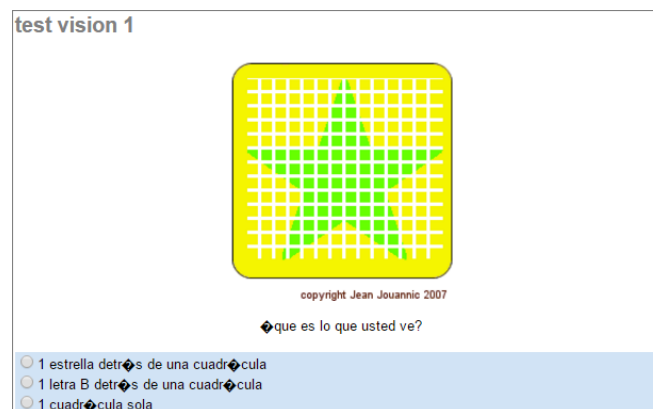 test vision 1
copyright Jean Jouannic 2007
�que es lo que usted ve?
1 estrella detr�s de una cuadr�cula
1 letra B detr�s de una cuadr�cula
1 cuadr�cula sola